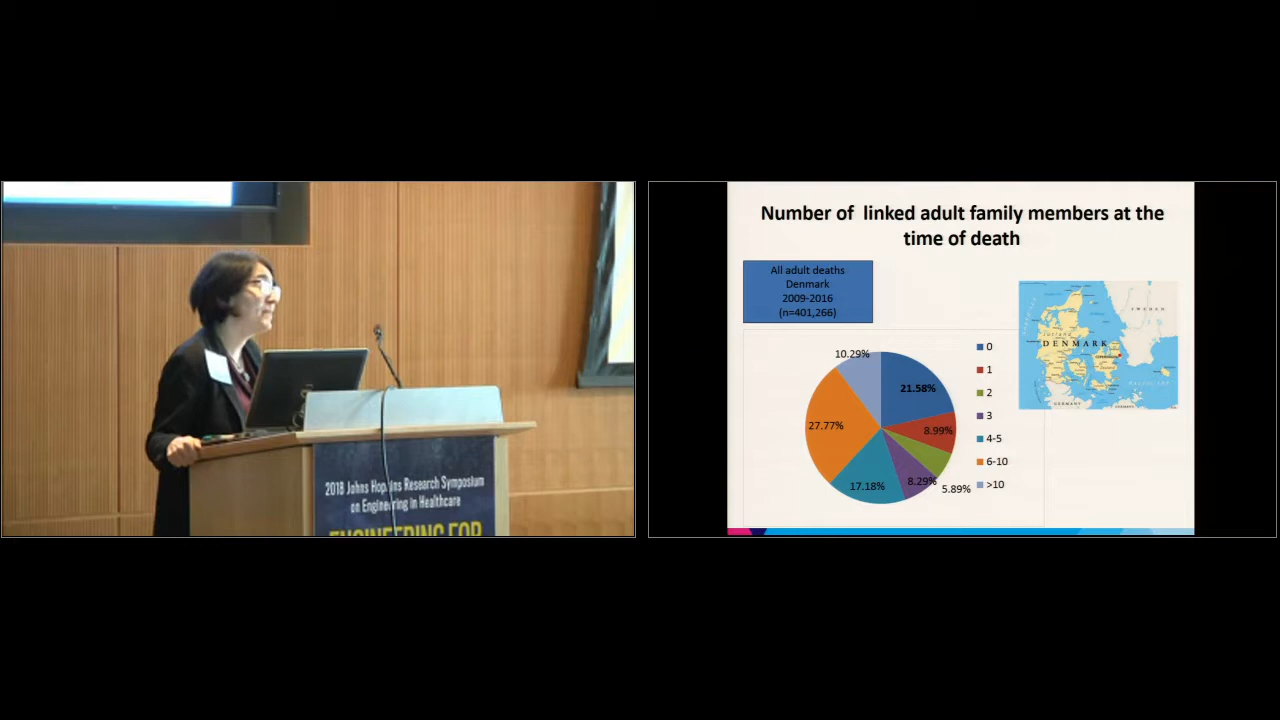 2018 Johns Hopkins Research Symposium
on Engineering in Healthcare
ENGINEERING FOR
Number of linked adult family members at the
time of death
All adult deaths
Denmark
2009-2016
(n=401,266)
10.29%
21.58%
27.77%
8.99%
17.18%
8.29%
5.89%
0
1
2
3
4-5
6-10
>10
SWEDEN
DENMARK
GERMANY